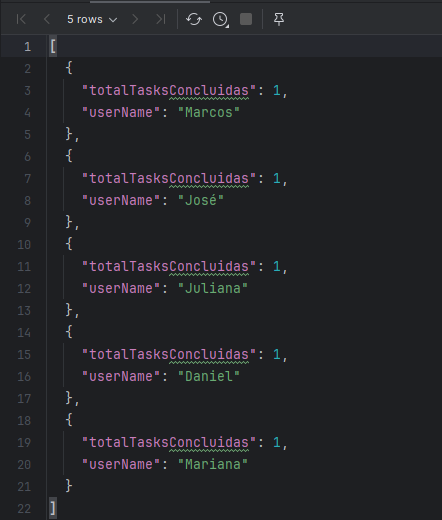 5 rows
1 [
2 {
3 "totalTasksConcluidas": 1,
4 "userName": "Marcos"
5 },
6 {
7 "totalTasksConcluidas": 1,
8 "userName": "José"
9 },
10 {
11 "totalTasksConcluidas": 1,
12 "userName": "Juliana"
13 },
14 {
15 "totalTasksConcluidas": 1,
16 "userName": "Daniel"
17 },
18 {
19 "totalTasksConcluidas": 1,
20 "userName": "Mariana"
21 }
22 ]